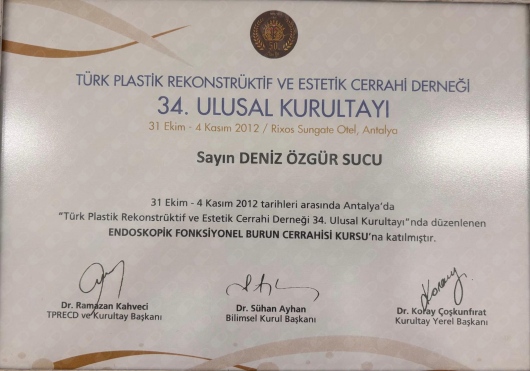 TÜRK PLASTİK REKONSTRÜKTİF VE ESTETİK CERRAHİ DERNEĞİ
34. ULUSAL KURULTAYI
31 Ekim - 4 Kasım 2012 / Rixos Sungate Otel, Antalya
Sayın DENİZ ÖZGÜR SUCU
31 Ekim - 4 Kasım 2012 tarihleri arasında Antalya'da
"Türk Plastik Rekonstrüktif ve Estetik Cerrahi Derneği 34. Ulusal Kurultayı"nda düzenlenen
ENDOSKOPİK FONKSİYONEL BURUN CERRAHİSİ KURSU'na katılmıştır.
Dr. Ramazan Kahveci
TPRECD ve Kurultay Başkanı
Dr. Sühan Ayhan
Bilimsel Kurul Başkanı
Dr. Koray Coşkunfırat
Kurultay Yerel Başkanı